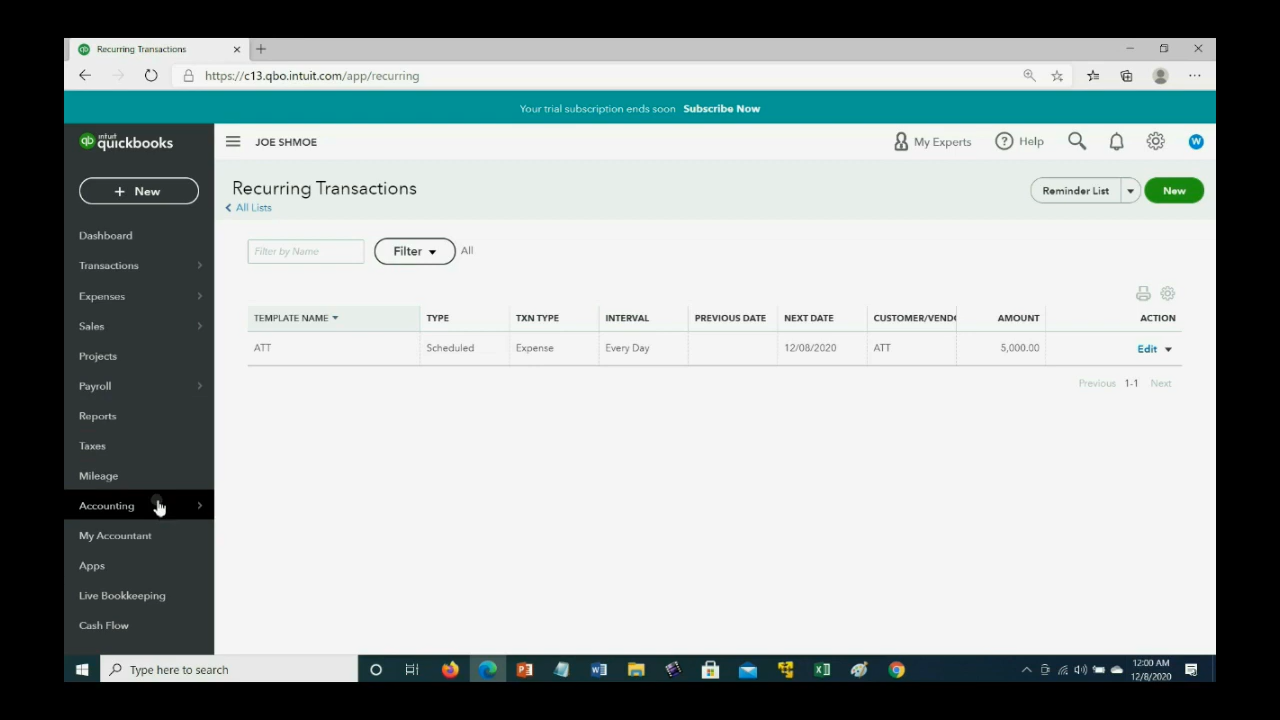 Recurring Transactions
https://c13.qbo.intuit.com/app/recurring
Your trial subscription ends soon Subscribe Now
qb intuit quickbooks
JOE SHMOE
My Experts
? Help
W
+ New
Recurring Transactions
All Lists
Reminder List
New
Dashboard
Transactions
Expenses
Sales
Projects
Payroll
Reports
Taxes
Mileage
Accounting
My Accountant
Apps
Live Bookkeeping
Cash Flow
Filter by Name
Filter
All
TEMPLATE NAME TYPE TXN TYPE INTERVAL PREVIOUS DATE NEXT DATE CUSTOMER/VEND AMOUNT ACTION
ATT Scheduled Expense Every Day 12/08/2020 ATT 5,000.00 Edit
Previous 1-1 Next
Type here to search
12:00 AM
12/8/2020